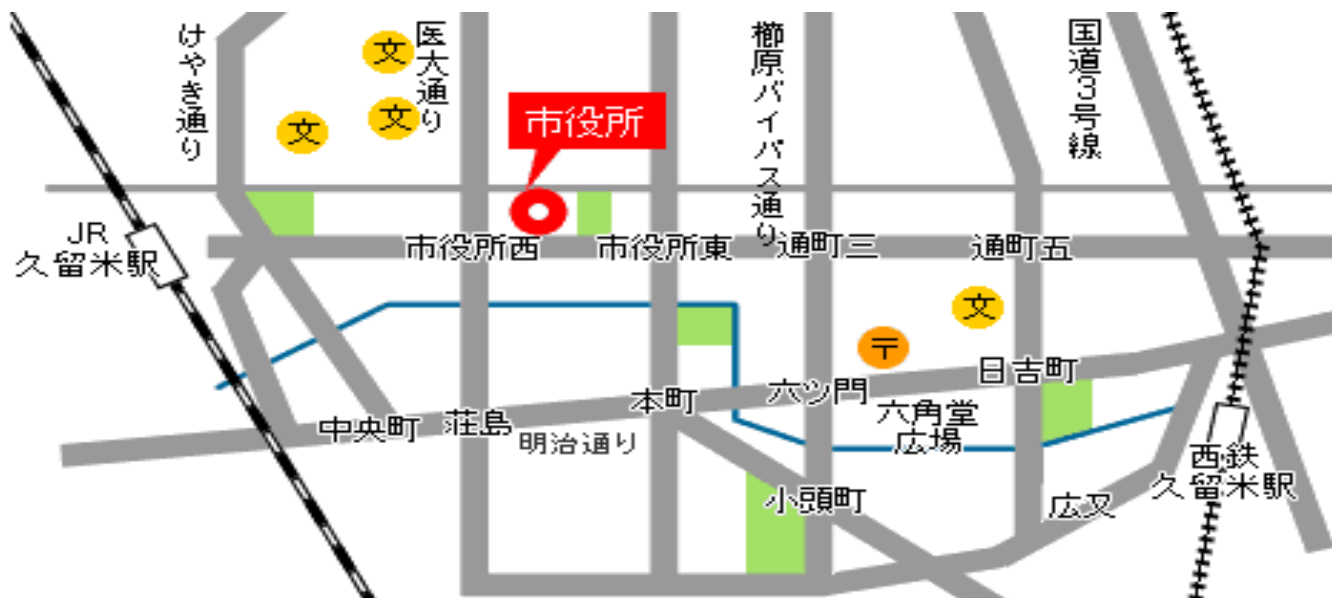 けやき通り
医大通り
櫛原バイパス通り
国道3号線
文
文
文
市役所
JR
久留米駅
市役所西
市役所東
通町三
通町五
文
〒
日吉町
六ツ門
本町
荘島
中央町
明治通り
六角堂
広場
西鉄
久留米駅
小頭町
広又